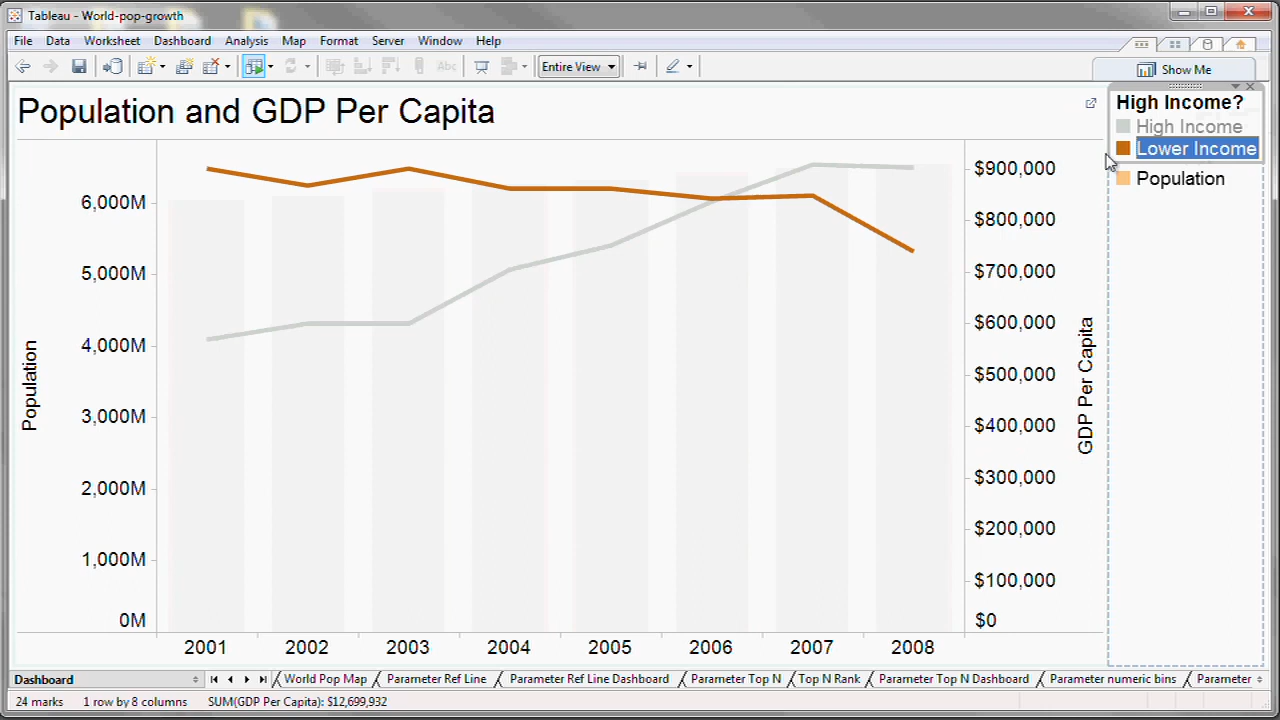 Tableau - World-pop-growth
File Data Worksheet Dashboard Analysis Map Format Server Window Help
Abc Entire View
Show Me
Population and GDP Per Capita
High Income?
High Income
Lower Income
Population
6,000M
5,000M
4,000M
3,000M
2,000M
1,000M
0M
Population
$900,000
$800,000
$700,000
$600,000
$500,000
$400,000
$300,000
$200,000
$100,000
$0
GDP Per Capita
2001 2002 2003 2004 2005 2006 2007 2008
Dashboard World Pop Map Parameter Ref Line Parameter Ref Line Dashboard Parameter Top N Top N Rank Parameter Top N Dashboard Parameter numeric bins Parameter
24 marks 1 row by 8 columns SUM(GDP Per Capita): $12,699,932